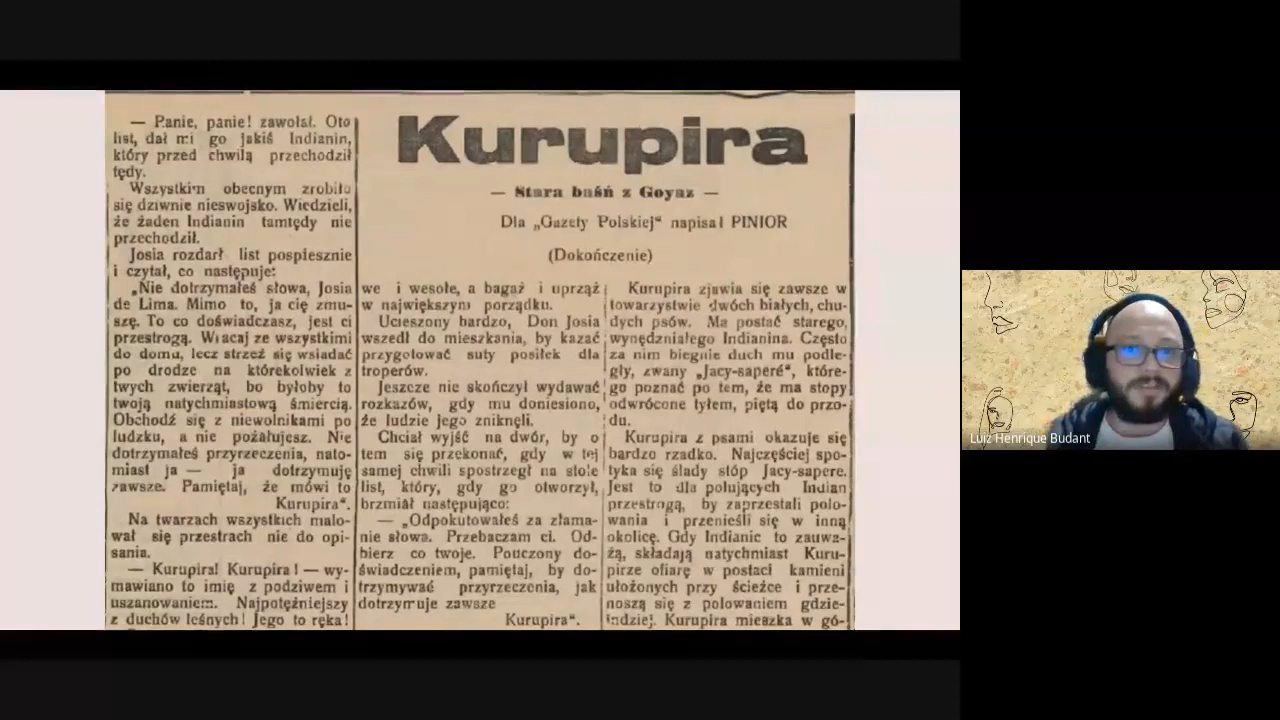 — Panie, panie! zawołał. Oto
list, dał mi go jakiś Indianin,
który przed chwilą przechodził
tędy.
Wszystkim obecnym zrobiło
się dziwnie nieswojsko. Wiedzieli,
że żaden Indianin tamtędy nie
przechodził.
Josia rozdarł list pospiesznie
i czytał, co następuje:
„Nie dotrzymałeś słowa, Josia
de Lima. Mimo to, ja cię zmu-
szę. To co doświadczasz, jest ci
przestrogą. Wracaj ze wszystkimi
do domu, lecz strzeż się wsiadać
po drodze na którekolwiek z
twych zwierząt, bo byłoby to
twoją natychmiastową śmiercią.
Obchodź się z niewolnikami po
ludzku, a nie pożałujesz. Nie
dotrzymałeś przyrzeczenia, nato-
miast ja — ja dotrzymuję
zawsze. Pamiętaj, że mówi to
Kurupira“.
Na twarzach wszystkich malo-
wał się przestrach nie do opi-
sania.
— Kurupira! Kurupira! — wy-
mawiano to imię z podziwem i
uszanowaniem. Najpotężniejszy
z duchów leśnych! Jego to ręka!
Kurupira
— Stara baśń z Goyaz —
Dla „Gazety Polskiej“ napisał PINIOR
(Dokończenie)
we i wesołe, a bagaż i uprząż
w największym porządku.
Ucieszony bardzo, Don Josia
wszedł do mieszkania, by kazać
przygotować suty posiłek dla
troperów.
Jeszcze nie skończył wydawać
rozkazów, gdy mu doniesiono,
że ludzie jego zniknęli.
Chciał wyjść na dwór, by o
tem się przekonać, gdy w tej
samej chwili spostrzegł na stole
list, który, gdy go otworzył,
brzmiał następująco:
— „Odpokutowałeś za złama-
nie słowa. Przebaczam ci. Od-
bierz co twoje. Pouczony do-
świadczeniem, pamiętaj, by do-
trzymywać przyrzeczenia, jak
dotrzymuje zawsze
Kurupira“.
Kurupira zjawia się zawsze w
towarzystwie dwóch białych, chu-
dych psów. Ma postać starego,
wynędzniałego Indianina. Często
za nim biegnie duch mu podle-
gły, zwany „Jacy-saperé“, które-
go poznać po tem, że ma stopy
odwrócone tyłem, piętą do przo-
du.
Kurupira z psami okazuje się
bardzo rzadko. Najczęściej spo-
tyka się ślady stóp Jacy-sapere.
Jest to dla polujących Indian
przestrogą, by zaprzestali polo-
wania i przenieśli się w inną
okolicę. Gdy Indianie to zauwa-
żą, składają natychmiast Kuru-
pirze ofiarę w postaci kamieni
ułożonych przy ścieżce i prze-
noszą się z polowaniem gdzie-
indziej. Kurupira mieszka w gó-
Luiz Henrique Budant